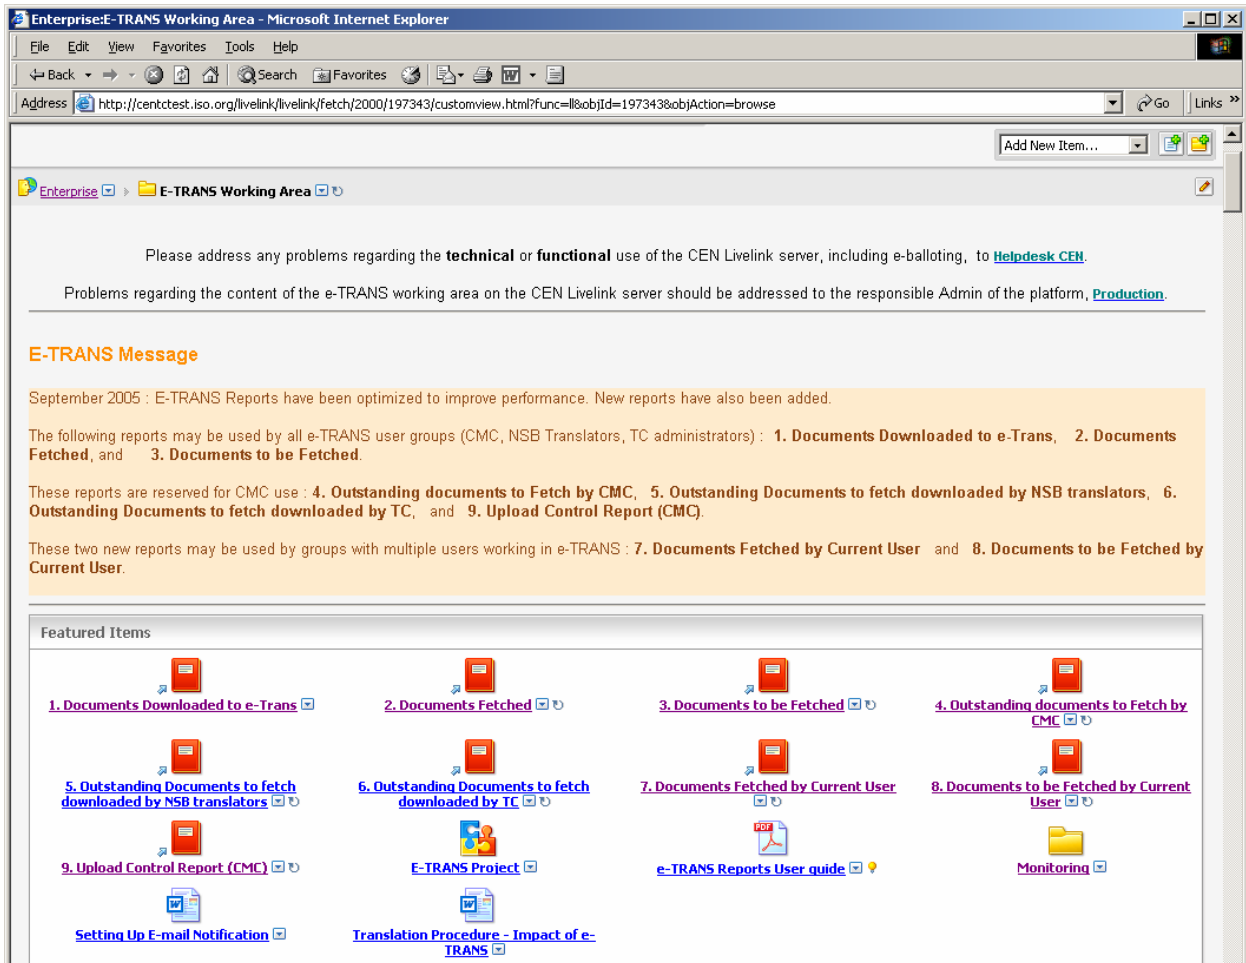 Enterprise:E-TRANS Working Area - Microsoft Internet Explorer
File Edit View Favorites Tools Help
Back Search Favorites
Address http://centctest.iso.org/livelink/livelink/fetch/2000/197343/customview.html?func=ll&objId=197343&objAction=browse Go Links »
Add New Item...
Enterprise E-TRANS Working Area
Please address any problems regarding the technical or functional use of the CEN Livelink server, including e-balloting, to Helpdesk CEN.
Problems regarding the content of the e-TRANS working area on the CEN Livelink server should be addressed to the responsible Admin of the platform, Production.
E-TRANS Message
September 2005 : E-TRANS Reports have been optimized to improve performance. New reports have also been added.
The following reports may be used by all e-TRANS user groups (CMC, NSB Translators, TC administrators) : 1. Documents Downloaded to e-Trans, 2. Documents
Fetched, and 3. Documents to be Fetched.
These reports are reserved for CMC use : 4. Outstanding documents to Fetch by CMC, 5. Outstanding Documents to fetch downloaded by NSB translators, 6.
Outstanding Documents to fetch downloaded by TC, and 9. Upload Control Report (CMC).
These two new reports may be used by groups with multiple users working in e-TRANS : 7. Documents Fetched by Current User and 8. Documents to be Fetched by
Current User.
Featured Items
1. Documents Downloaded to e-Trans 2. Documents Fetched 3. Documents to be Fetched 4. Outstanding documents to Fetch by
CMC
5. Outstanding Documents to fetch 6. Outstanding Documents to fetch 7. Documents Fetched by Current User 8. Documents to be Fetched by Current
downloaded by NSB translators downloaded by TC User
PDF
9. Upload Control Report (CMC) E-TRANS Project e-TRANS Reports User guide Monitoring
Setting Up E-mail Notification Translation Procedure - Impact of e-
TRANS